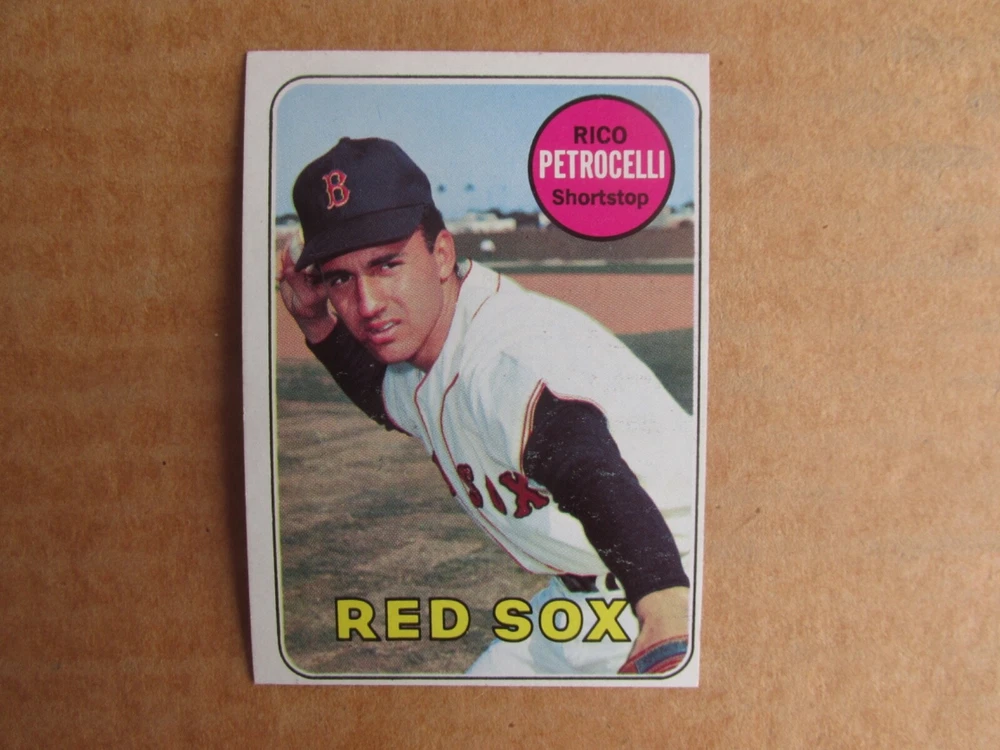 RICO
PETROCELLI
Shortstop
B
RED SOX